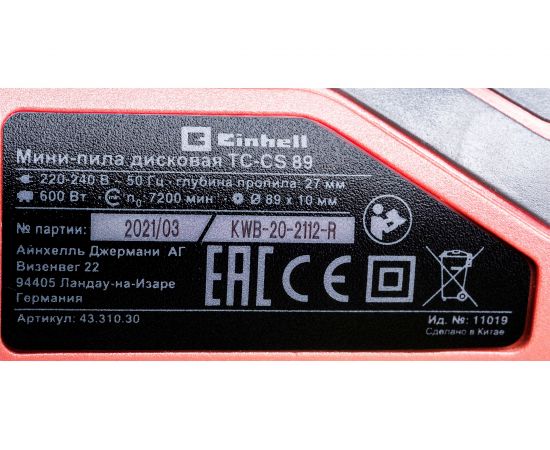 Einhell
Мини-пила дисковая TC-CS 89
220-240 В ~ 50 Гц · глубина пропила: 27 мм
600 Вт · n₀ 7200 мин · Ø 89 x 10 мм
№ партии: 2021/03 / KWB-20-2112-R
Айнхелль Джермани АГ
Визенвег 22
94405 Ландау-на-Изаре
Германия
EAC CE
Артикул: 43.310.30
Ид. №: 11019
Сделано в Китае